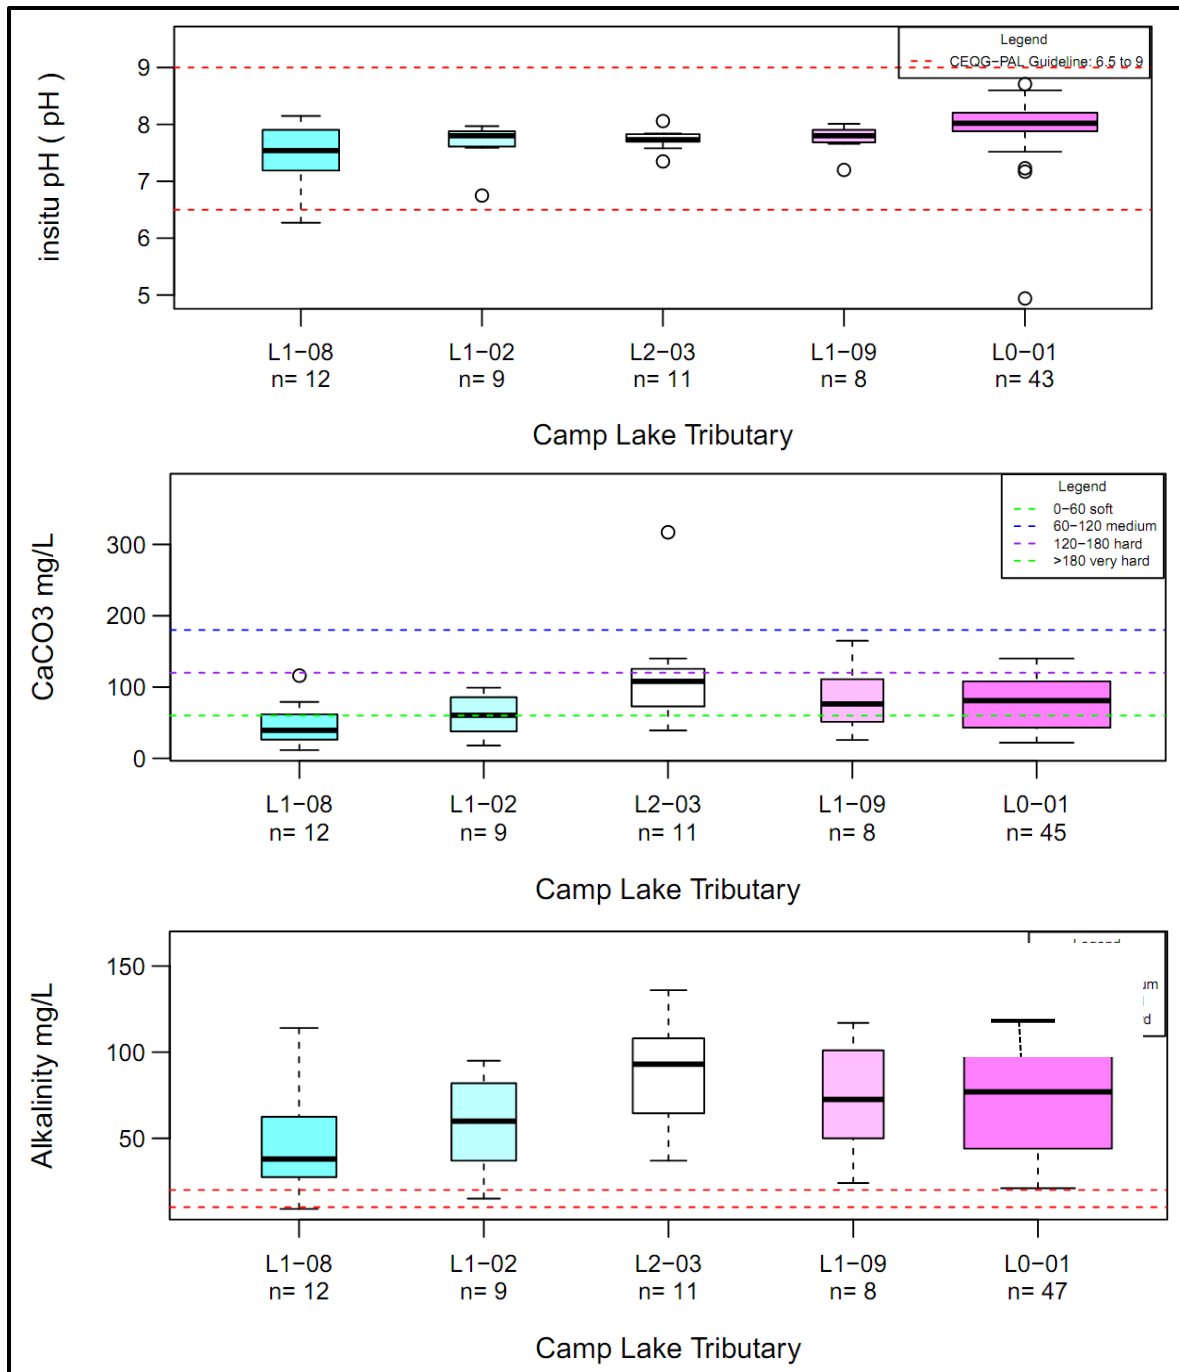 Legend
CEQG-PAL Guideline: 6.5 to 9
insitu pH ( pH )
9
8
7
6
5
L1-08
n= 12
L1-02
n= 9
L2-03
n= 11
L1-09
n= 8
L0-01
n= 43
Camp Lake Tributary
Legend
0-60 soft
60-120 medium
120-180 hard
>180 very hard
CaCO3 mg/L
300
200
100
0
L1-08
n= 12
L1-02
n= 9
L2-03
n= 11
L1-09
n= 8
L0-01
n= 45
Camp Lake Tributary
Alkalinity mg/L
150
100
50
L1-08
n= 12
L1-02
n= 9
L2-03
n= 11
L1-09
n= 8
L0-01
n= 47
Camp Lake Tributary